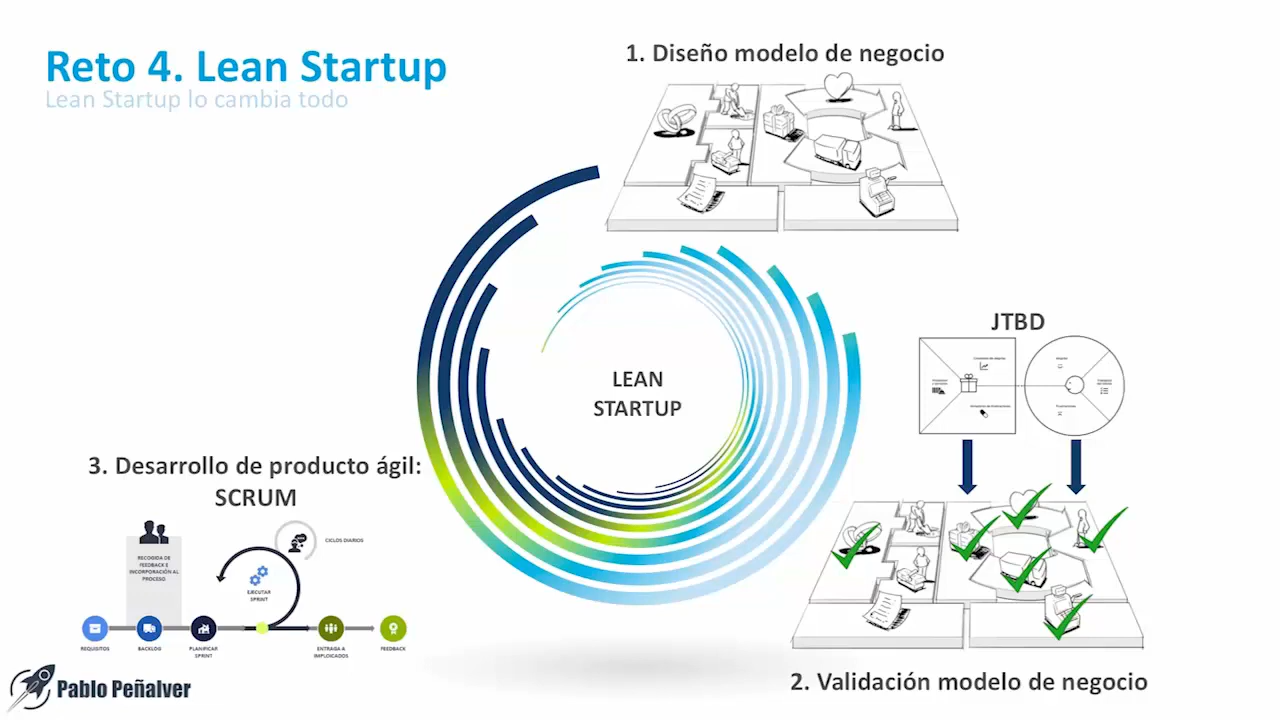 Reto 4. Lean Startup
Lean Startup lo cambia todo
1. Diseño modelo de negocio
LEAN
STARTUP
JTBD
3. Desarrollo de producto ágil:
SCRUM
RECOGIDA DE
FEEDBACK E
INCORPORACIÓN AL
PROCESO
CICLOS DIARIOS
EJECUTAR
SPRINT
REQUISITOS
BACKLOG
PLANIFICAR
SPRINT
ENTRAGA A
IMPLOICADOS
FEEDBACK
2. Validación modelo de negocio
Pablo Peñalver